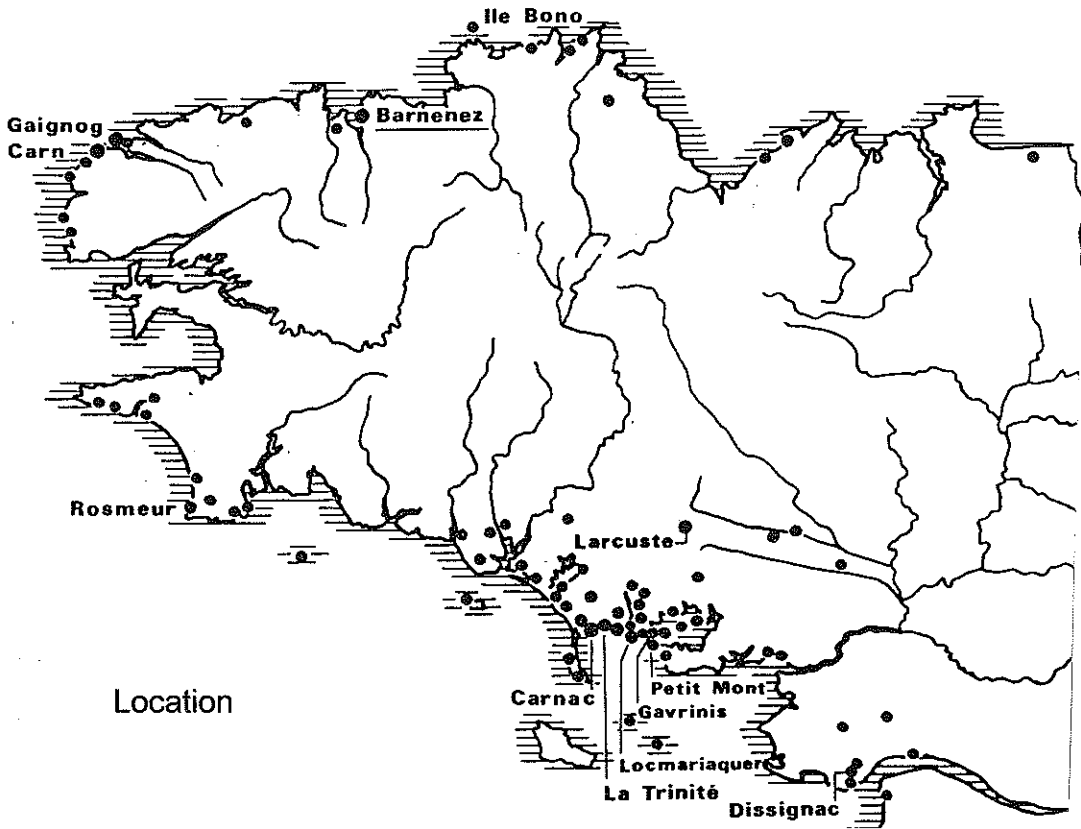 Ile Bono
Barnenez
Gaignog
Carn
Rosmeur
Larcuste
Location
Carnac
Petit Mont
Gavrinis
Locmariaquer
La Trinité
Dissignac